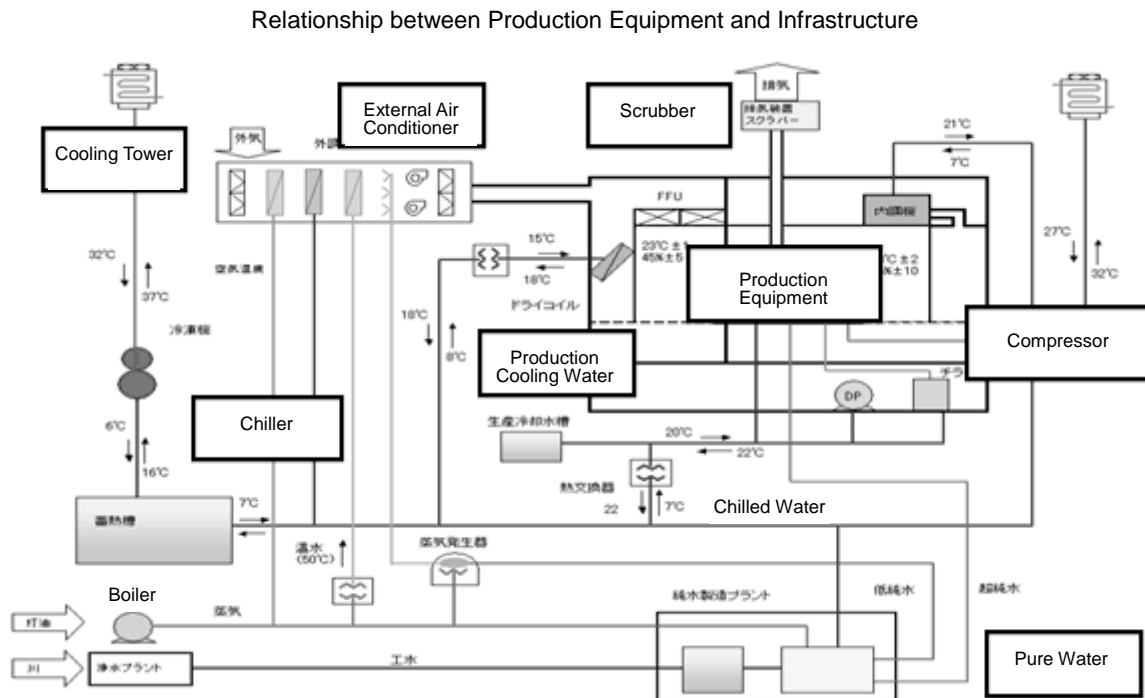 Relationship between Production Equipment and Infrastructure
Cooling Tower
External Air
Conditioner
Scrubber
外気
排気
排気装置
スクラバー
21℃
7℃
FFU
内調機
23℃±1
45%±5
℃±2
%±10
15℃
18℃
ドライコイル
空気温度
32℃
37℃
冷凍機
18℃
8℃
27℃
32℃
Production
Equipment
Compressor
Production
Cooling Water
Chiller
DP
チラ
6℃
16℃
生産冷却水槽
20℃
22℃
熱交換器
22
7℃
Chilled Water
蓄熱槽
7℃
温水
(50℃)
蒸気発生器
Boiler
灯油
蒸気
純水製造プラント
低純水
超純水
川
浄水プラント
工水
Pure Water